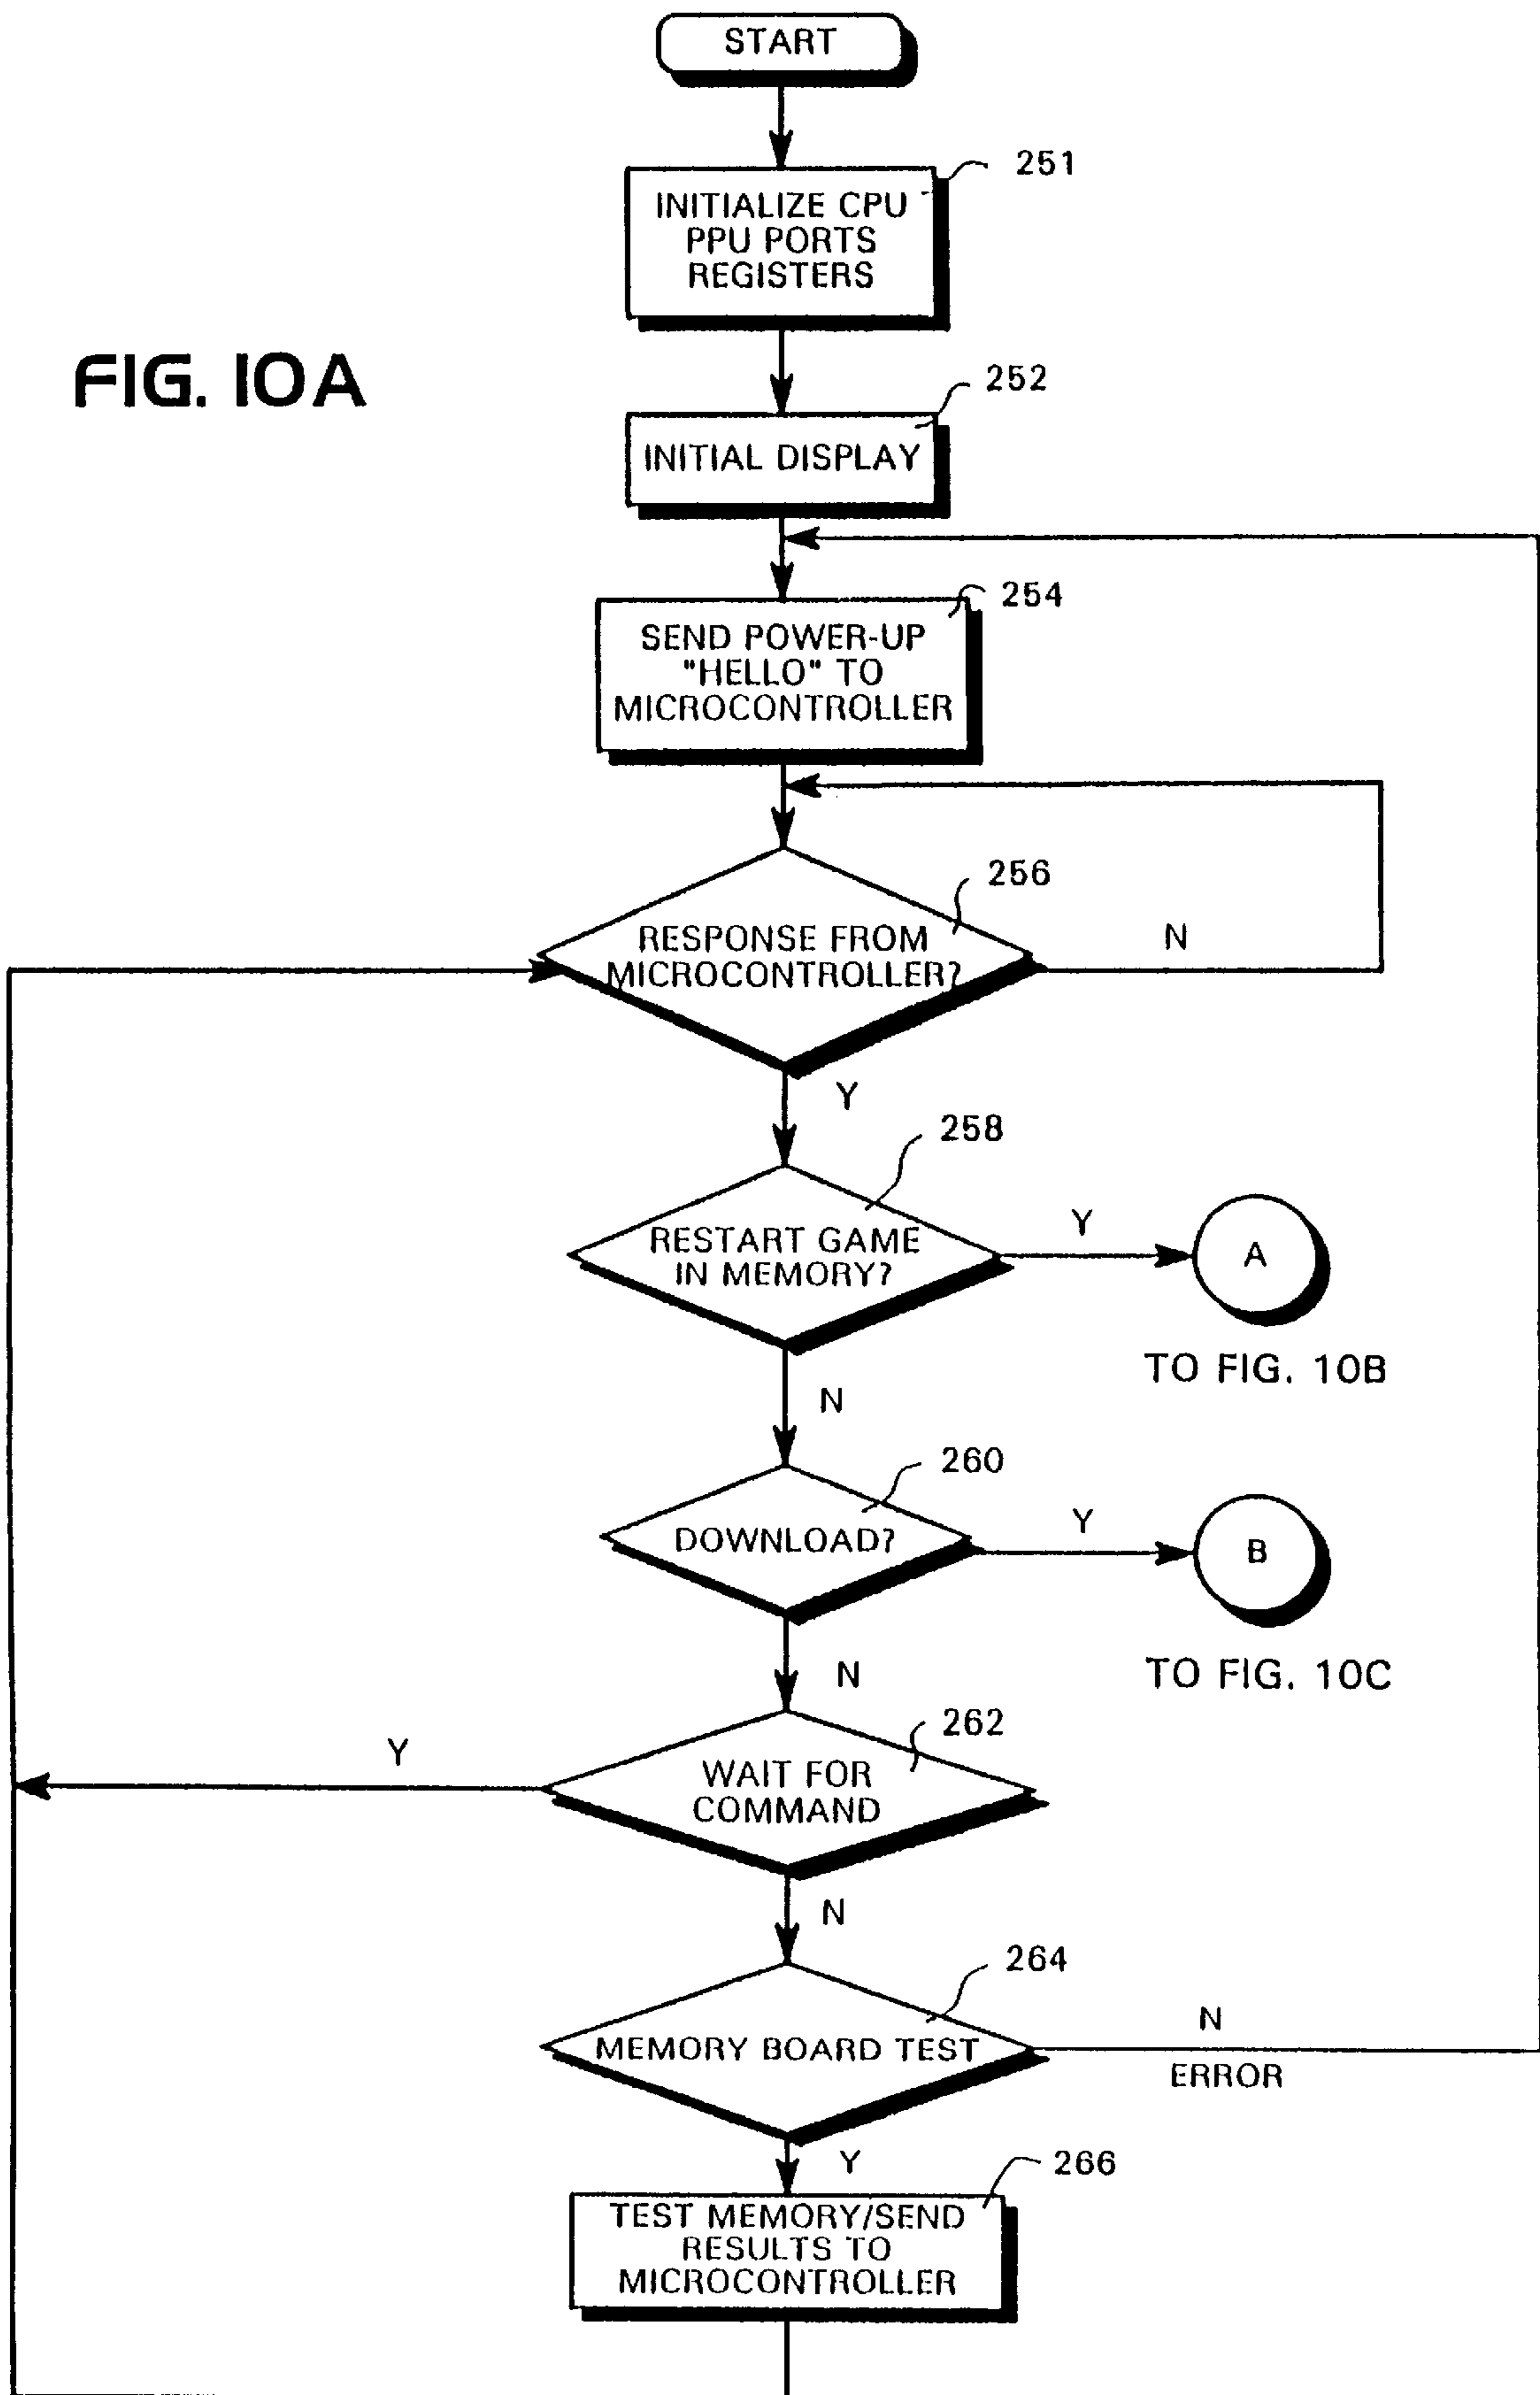 START
251
INITIALIZE CPU
PPU PORTS
REGISTERS
FIG. 10A
252
INITIAL DISPLAY
254
SEND POWER-UP
"HELLO" TO
MICROCONTROLLER
256
RESPONSE FROM
MICROCONTROLLER?
N
Y
258
RESTART GAME
IN MEMORY?
Y
A
TO FIG. 10B
N
260
DOWNLOAD?
Y
B
TO FIG. 10C
N
262
Y
WAIT FOR
COMMAND
N
264
MEMORY BOARD TEST
N
ERROR
Y
266
TEST MEMORY/SEND
RESULTS TO
MICROCONTROLLER